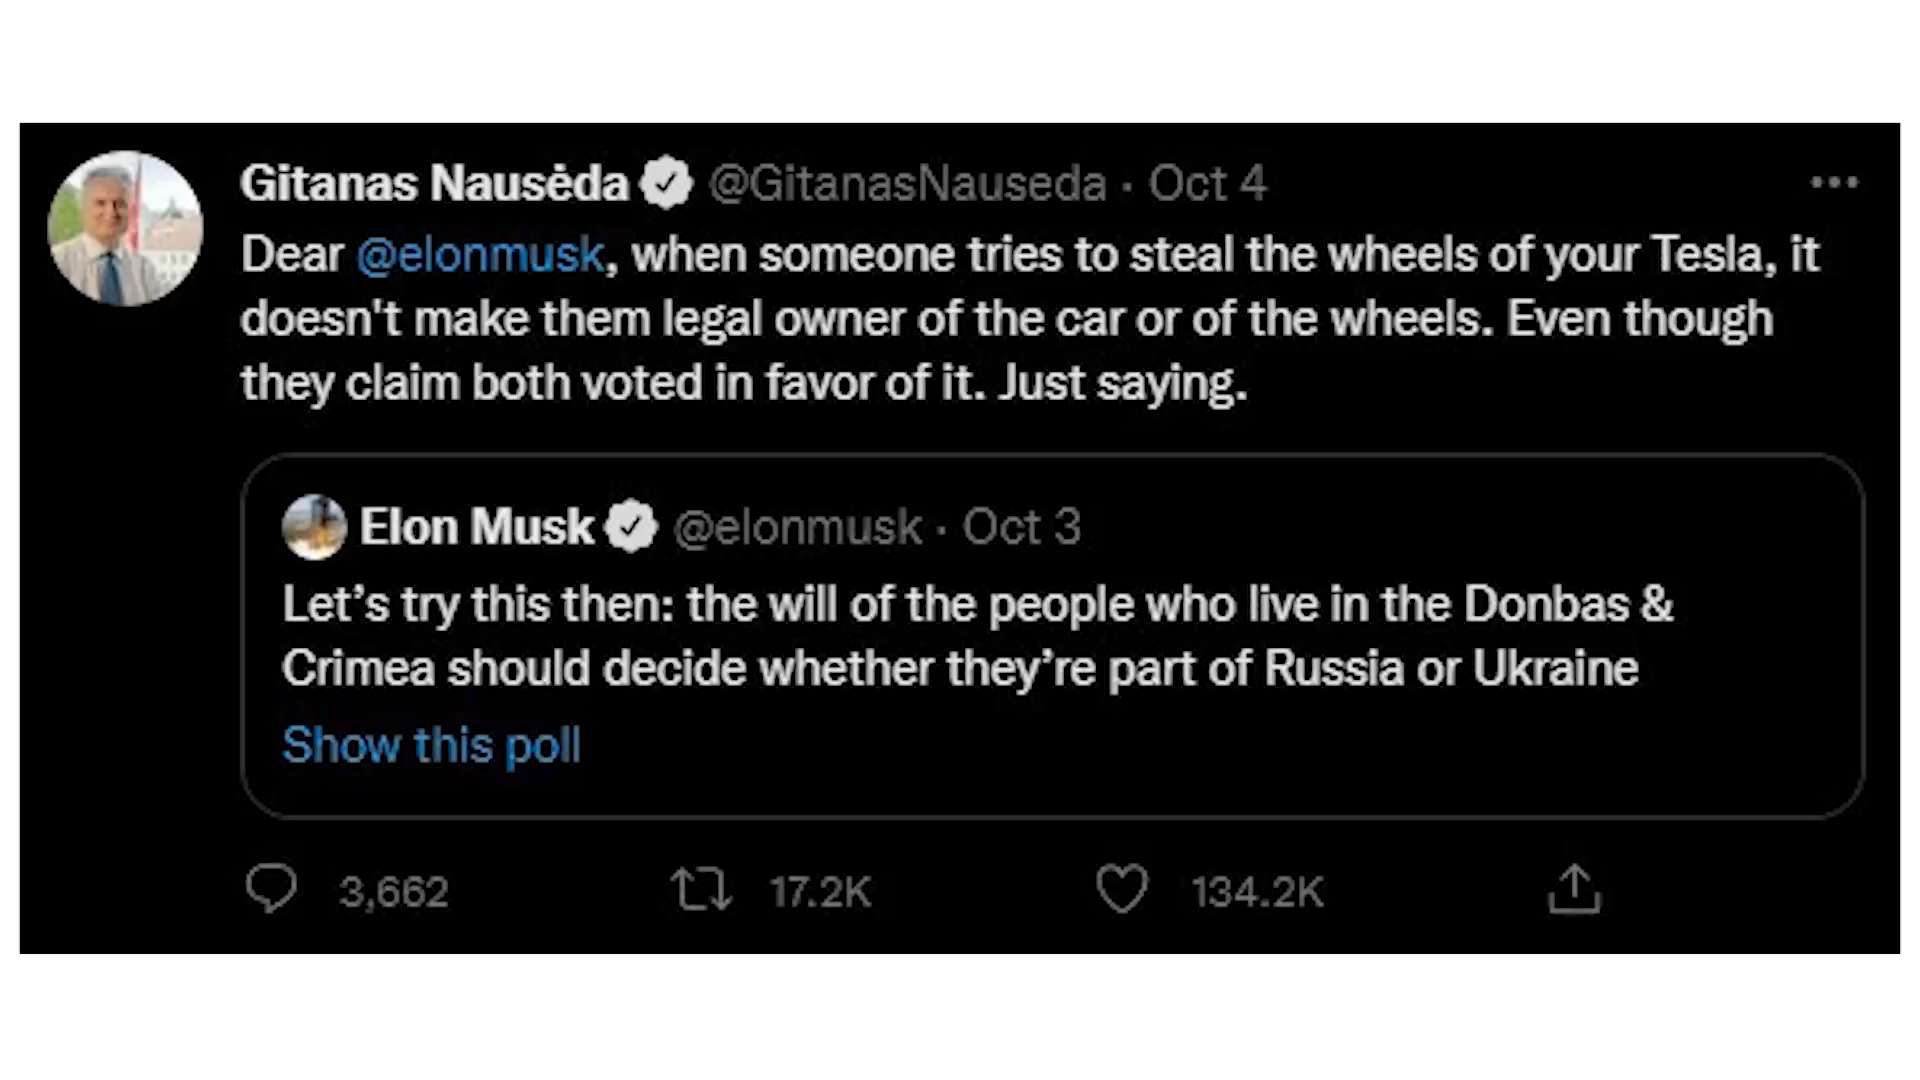 Gitanas Nausėda @GitanasNauseda · Oct 4
Dear @elonmusk, when someone tries to steal the wheels of your Tesla, it
doesn't make them legal owner of the car or of the wheels. Even though
they claim both voted in favor of it. Just saying.
Elon Musk @elonmusk · Oct 3
Let’s try this then: the will of the people who live in the Donbas &
Crimea should decide whether they’re part of Russia or Ukraine
Show this poll
3,662 17.2K 134.2K